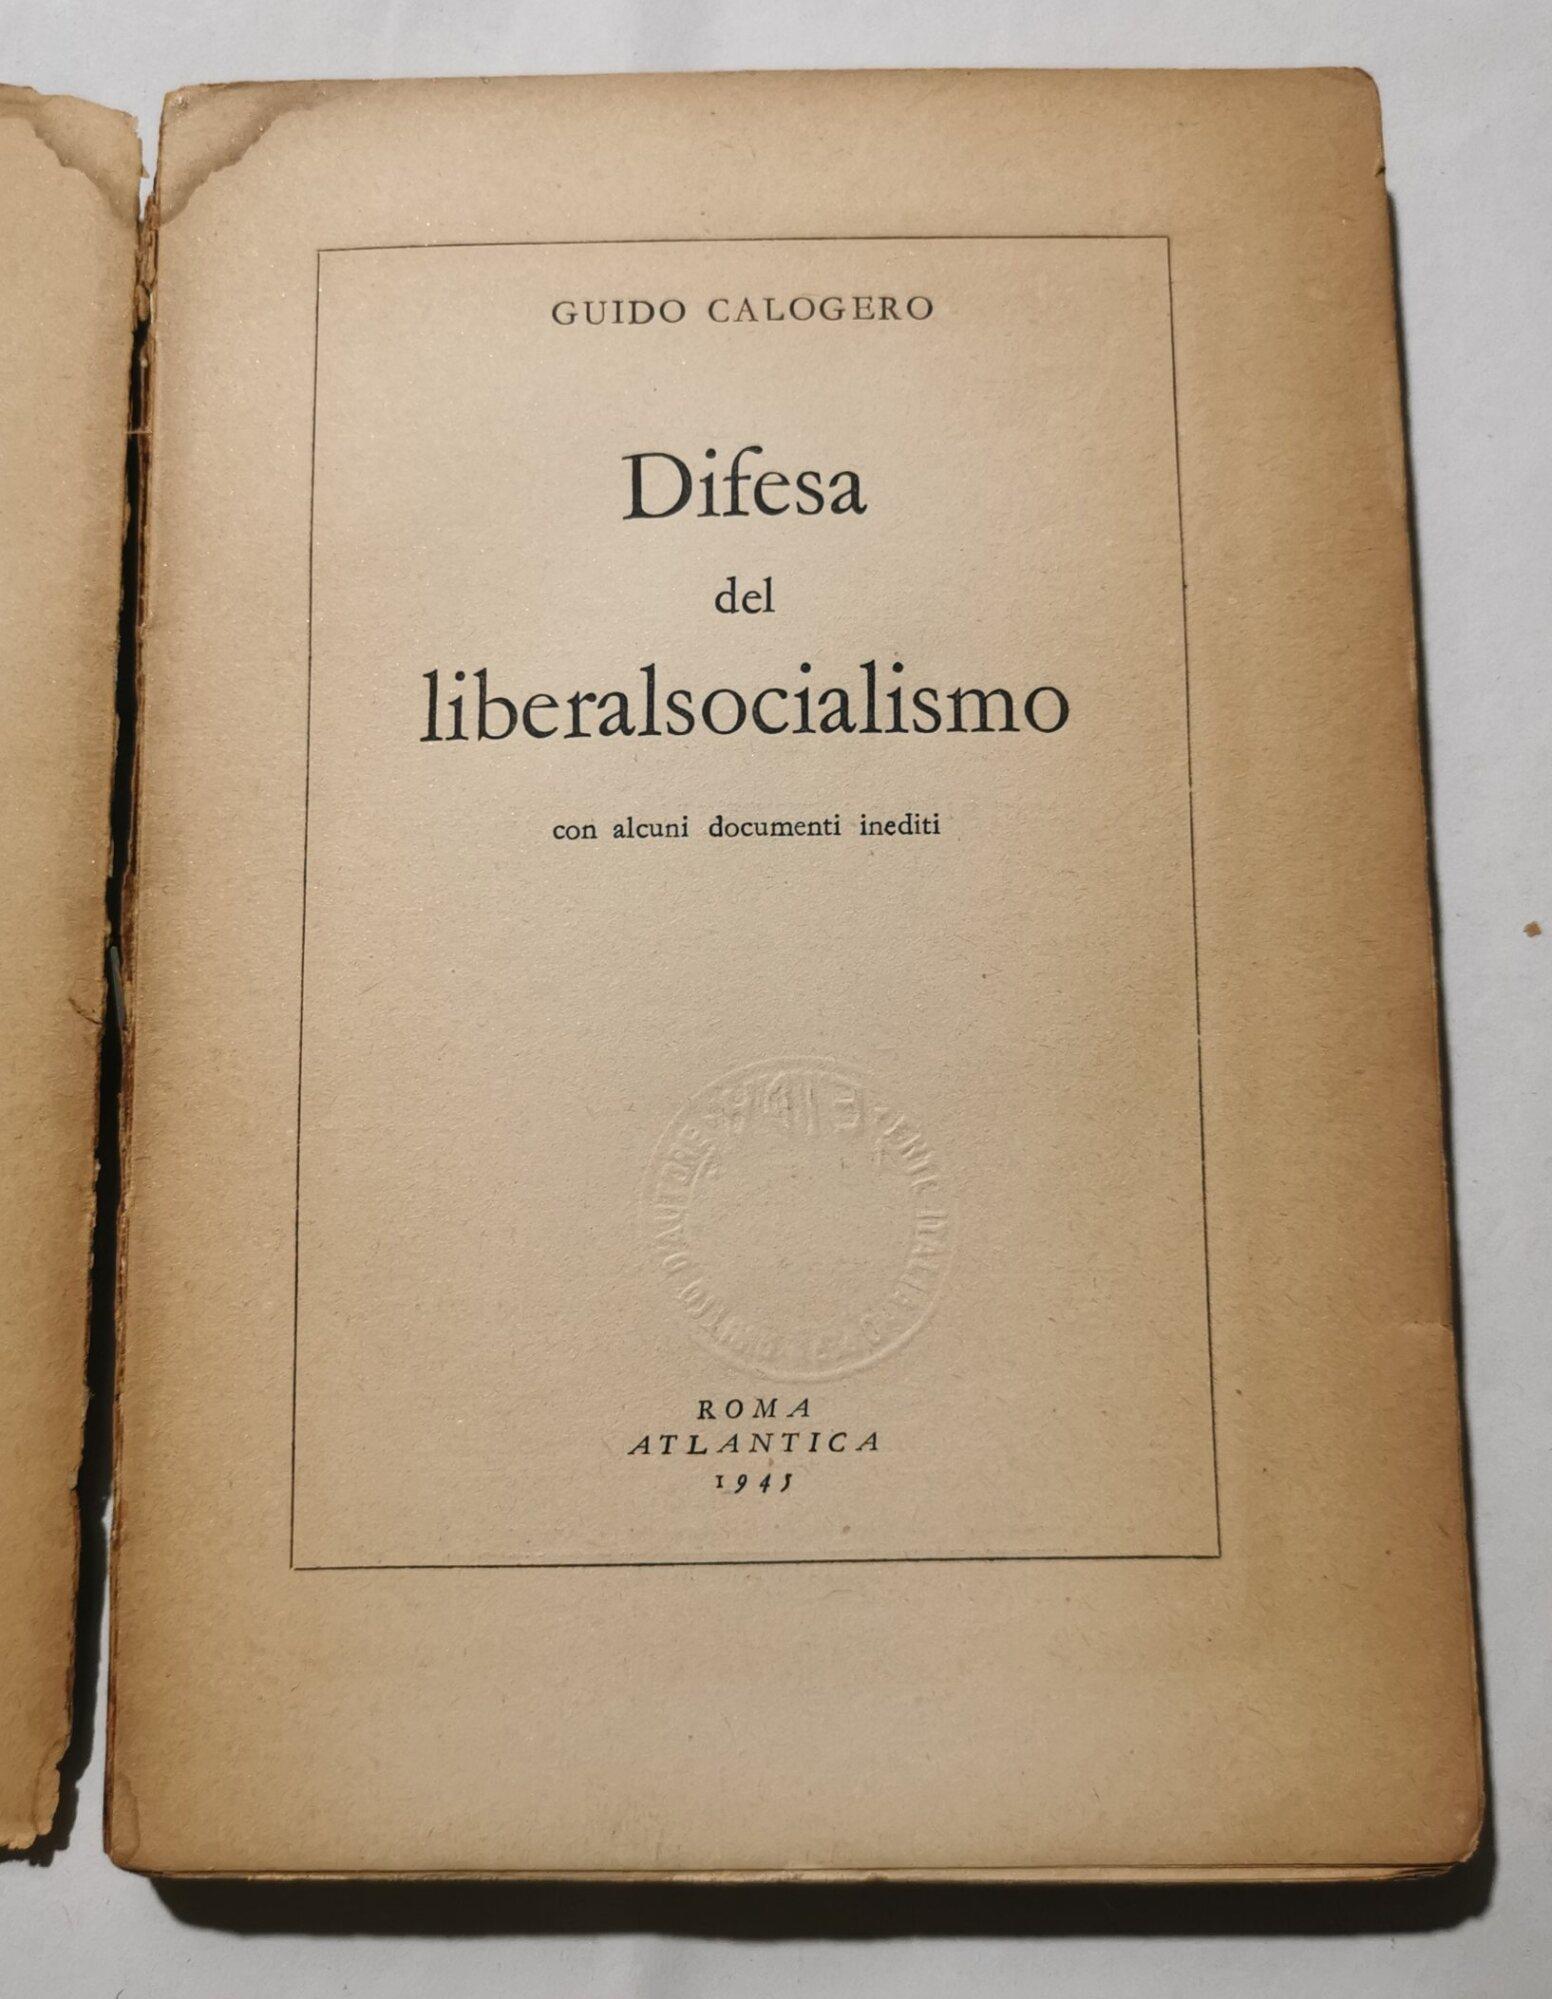 GUIDO CALOGERO
Difesa
del
liberalsocialismo
con alcuni documenti inediti
ROMA
ATLANTICA
1945